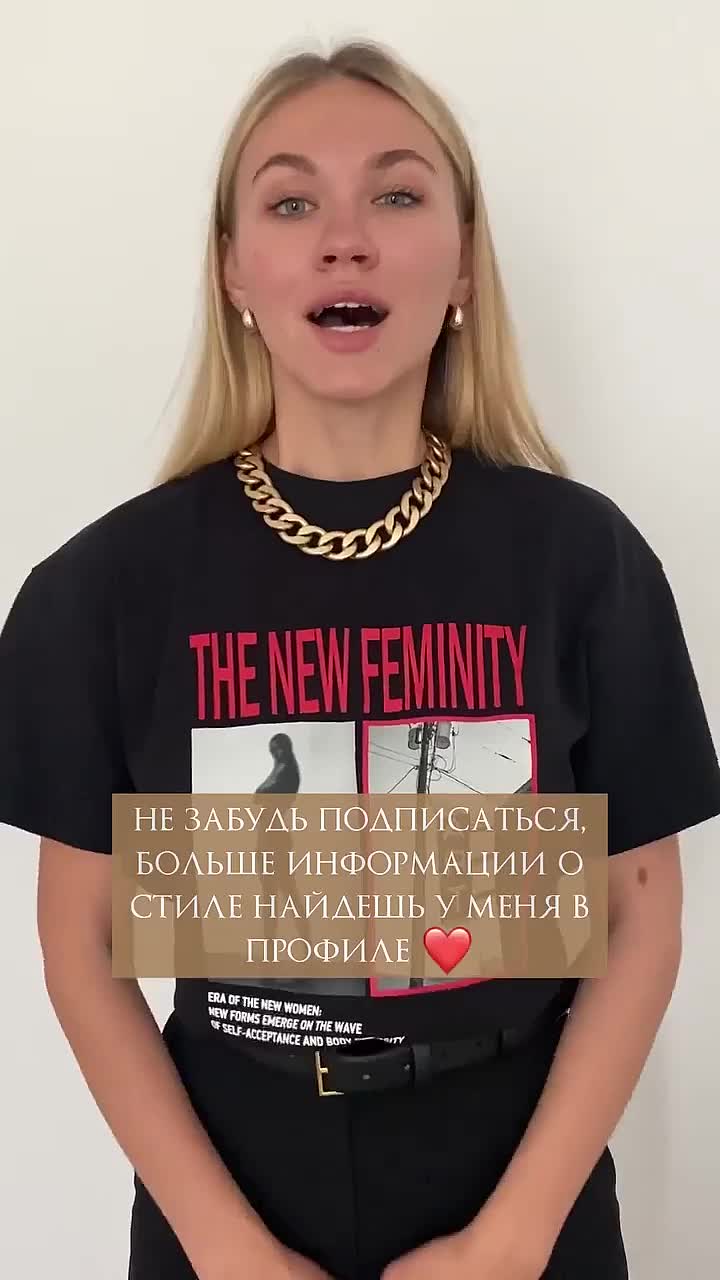 THE NEW FEMINITY
НЕ ЗАБУДЬ ПОДПИСАТЬСЯ,
БОЛЬШЕ ИНФОРМАЦИИ О
СТИЛЕ НАЙДЕШЬ У МЕНЯ В
ПРОФИЛЕ ❤️
ERA OF THE NEW WOMEN:
NEW FORMS EMERGE ON THE WAVE
OF SELF-ACCEPTANCE AND BODY